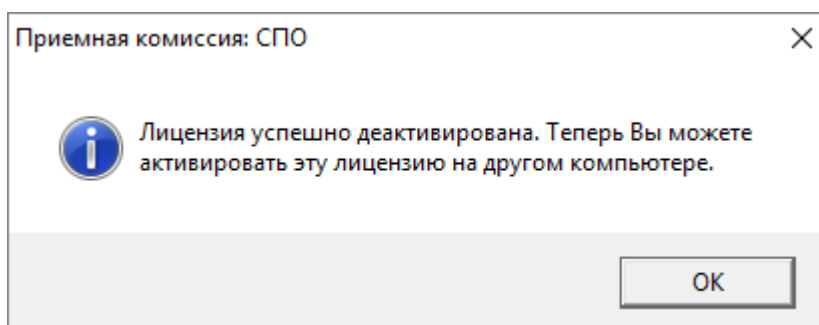 Приемная комиссия: СПО
Лицензия успешно деактивирована. Теперь Вы можете
активировать эту лицензию на другом компьютере.
OK